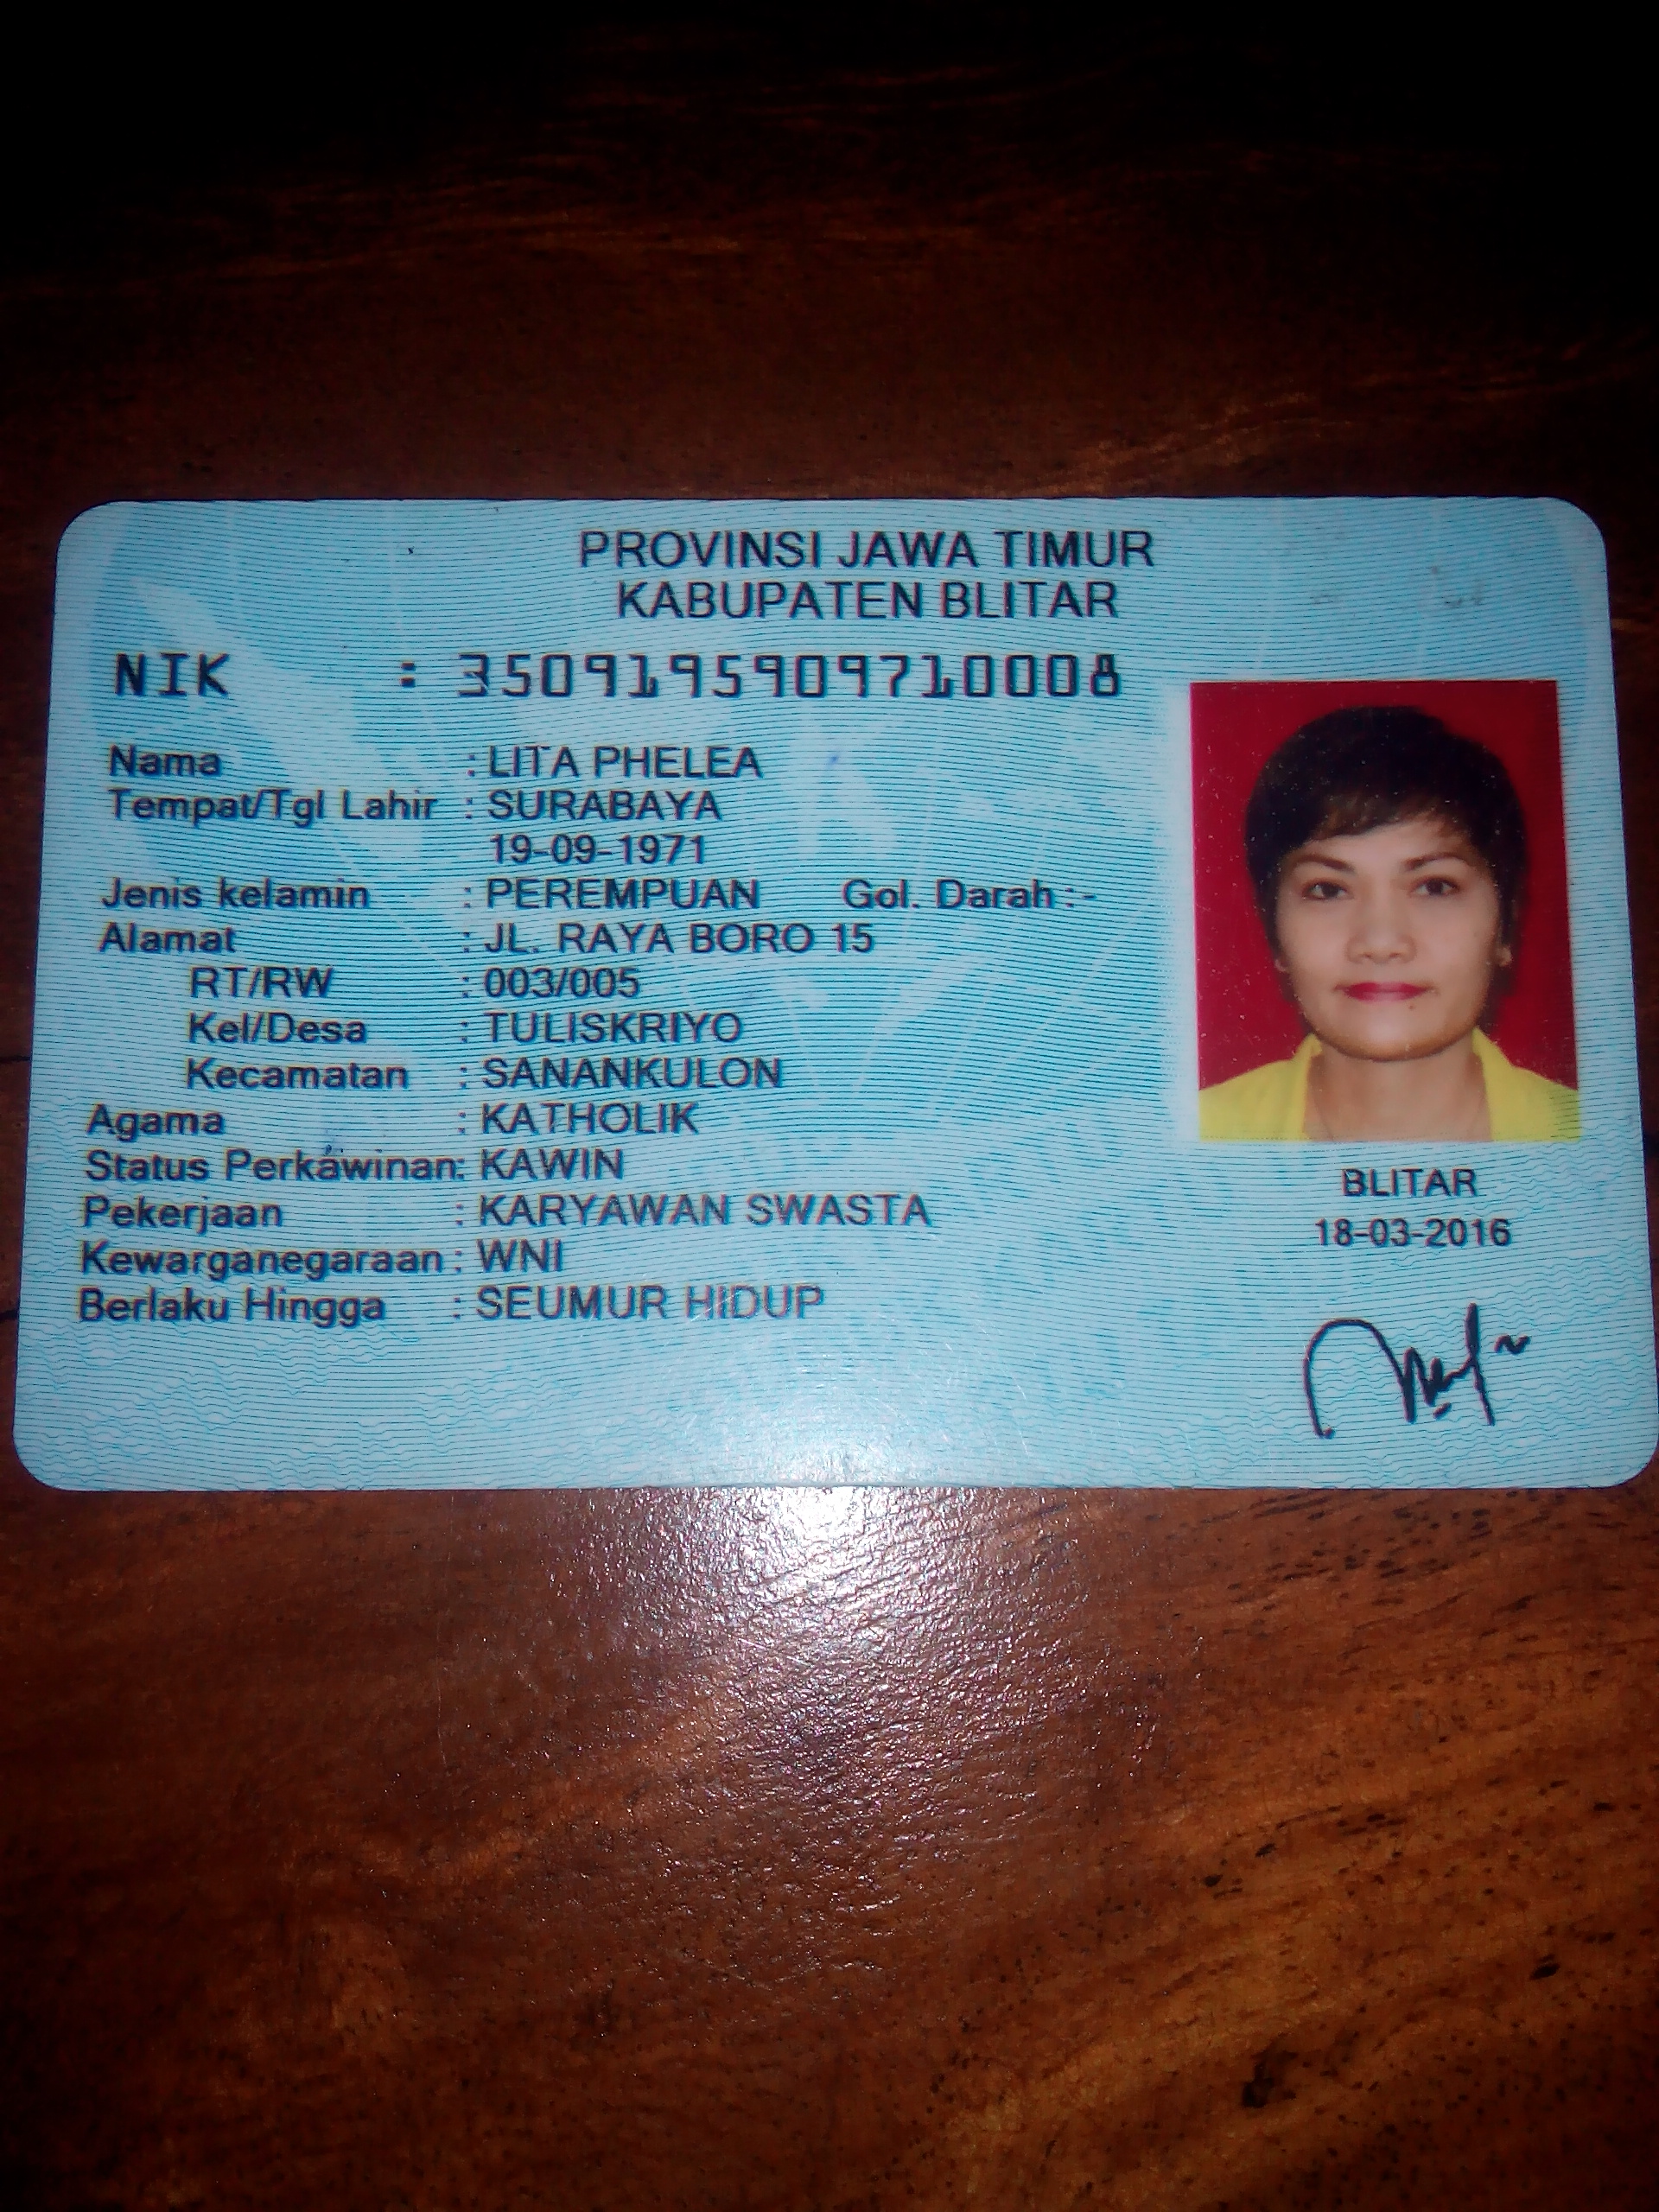 PROVINSI JAWA TIMUR
KABUPATEN BLITAR
NIK : 3509195909710008
Nama : LITA PHELEA
Tempat/Tgl Lahir : SURABAYA
19-09-1971
Jenis kelamin : PEREMPUAN Gol. Darah : -
Alamat : JL. RAYA BORO 15
RT/RW : 003/005
Kel/Desa : TULISKRIYO
Kecamatan : SANANKULON
Agama : KATHOLIK
Status Perkawinan: KAWIN
Pekerjaan : KARYAWAN SWASTA
Kewarganegaraan : WNI
Berlaku Hingga : SEUMUR HIDUP
BLITAR
18-03-2016